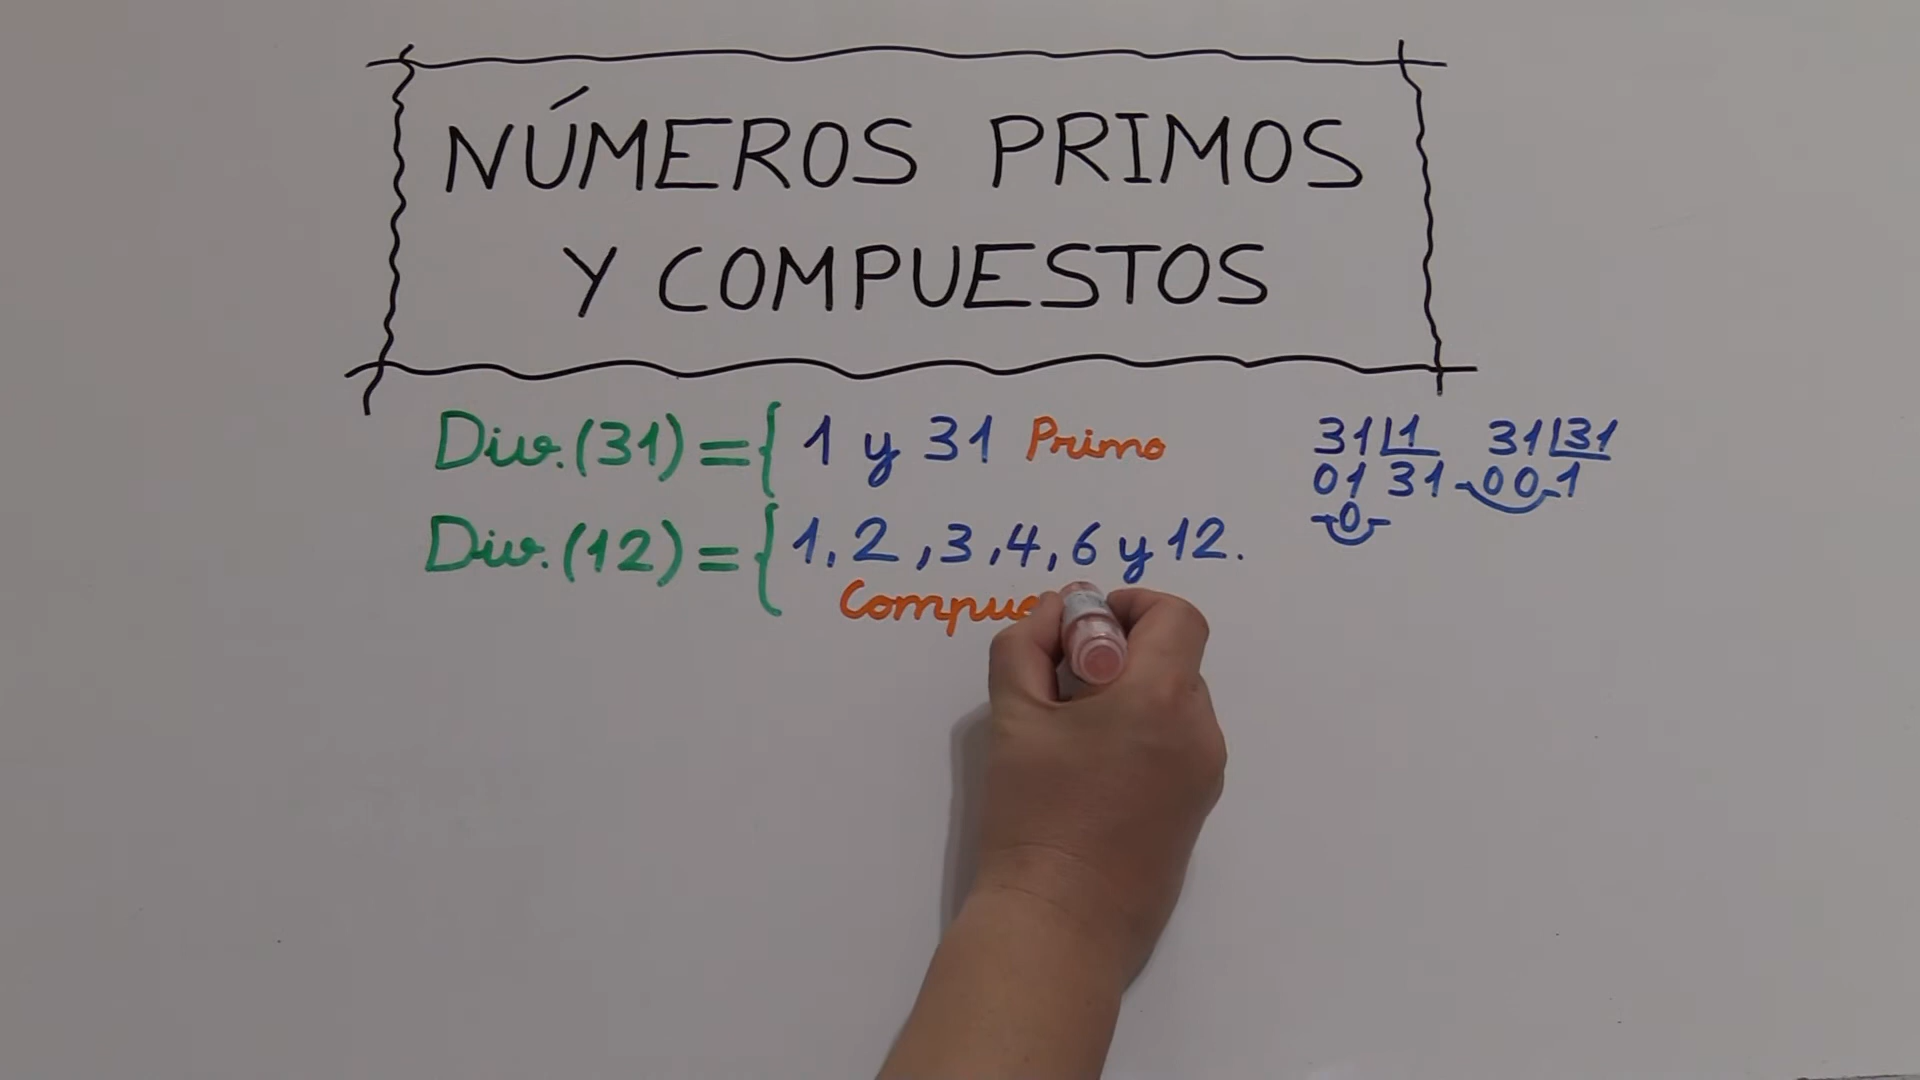 NÚMEROS PRIMOS
Y COMPUESTOS
Div.(31) = { 1 y 31 Primo
Div.(12) = { 1, 2, 3, 4, 6 y 12.
31 1 31 31
01 31 00 1
0